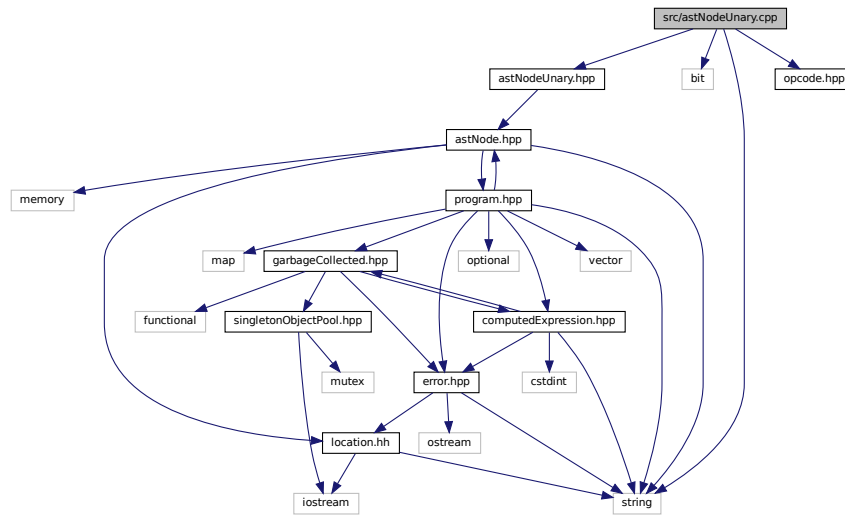 src/astNodeUnary.cpp
astNodeUnary.hpp
bit
opcode.hpp
astNode.hpp
memory
program.hpp
map
garbageCollected.hpp
optional
vector
functional
singletonObjectPool.hpp
computedExpression.hpp
mutex
error.hpp
cstdint
location.hh
ostream
iostream
string